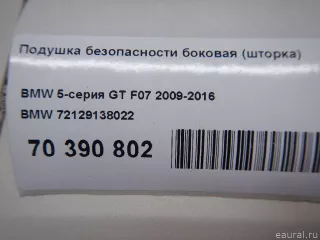 Подушка безопасности боковая (шторка)
BMW 5-серия GT F07 2009-2016
BMW 72129138022
70 390 802
eaural.ru